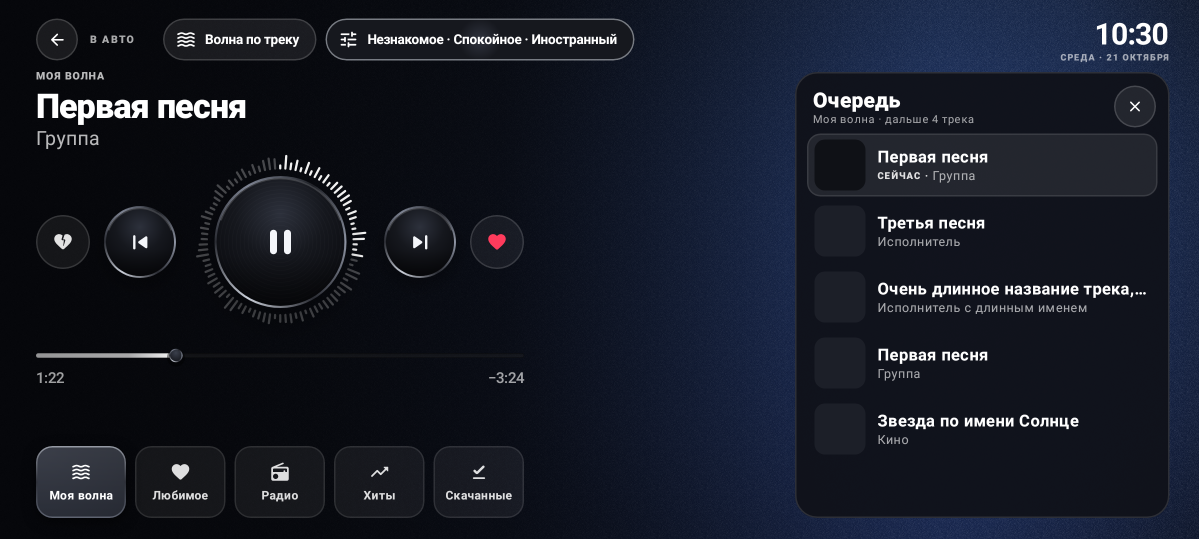 В АВТО
Волна по треку
Незнакомое · Спокойное · Иностранный
10:30
СРЕДА · 21 ОКТЯБРЯ
МОЯ ВОЛНА
Первая песня
Группа
1:22
−3:24
Моя волна
Любимое
Радио
Хиты
Скачанные
Очередь
Моя волна · дальше 4 трека
Первая песня
СЕЙЧАС · Группа
Третья песня
Исполнитель
Очень длинное название трека,...
Исполнитель с длинным именем
Первая песня
Группа
Звезда по имени Солнце
Кино